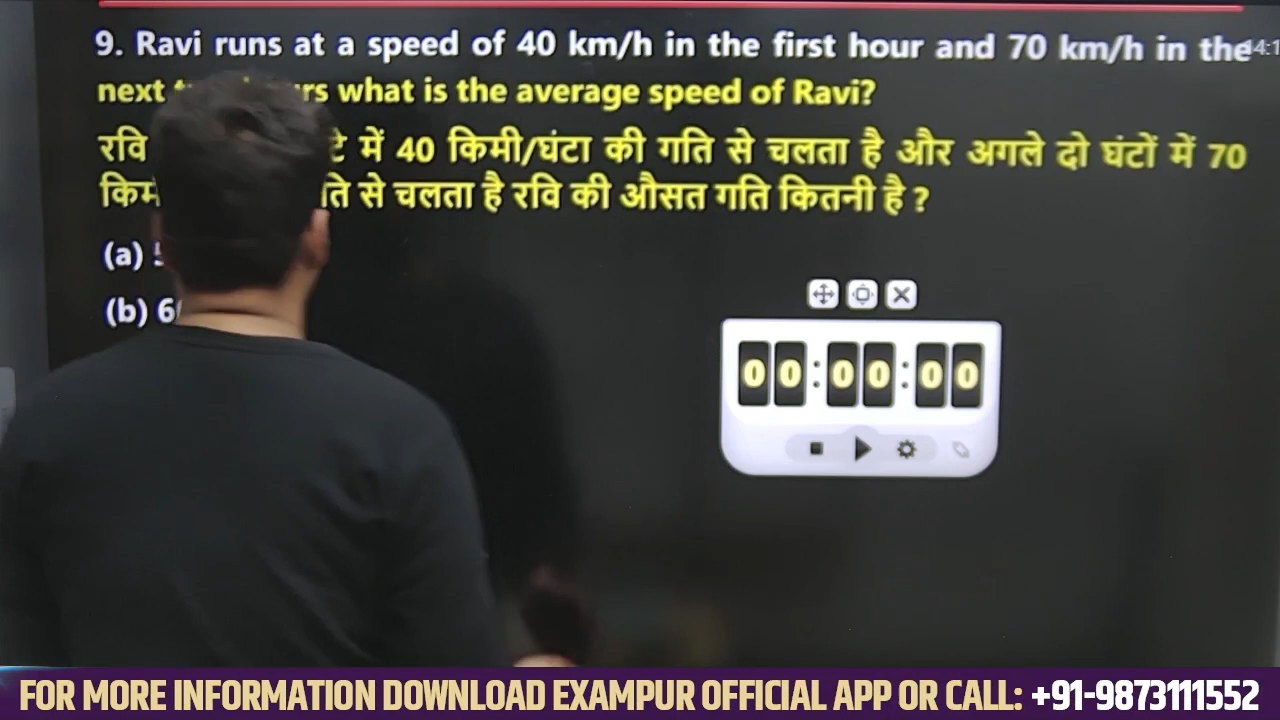 9. Ravi runs at a speed of 40 km/h in the first hour and 70 km/h in the
next what is the average speed of Ravi?
रवि में 40 किमी/घंटा की गति से चलता है और अगले दो घंटों में 70
से चलता है रवि की औसत गति कितनी है ?
(a)
(b)
00:00:00
FOR MORE INFORMATION DOWNLOAD EXAMPUR OFFICIAL APP OR CALL: +91-9873111552